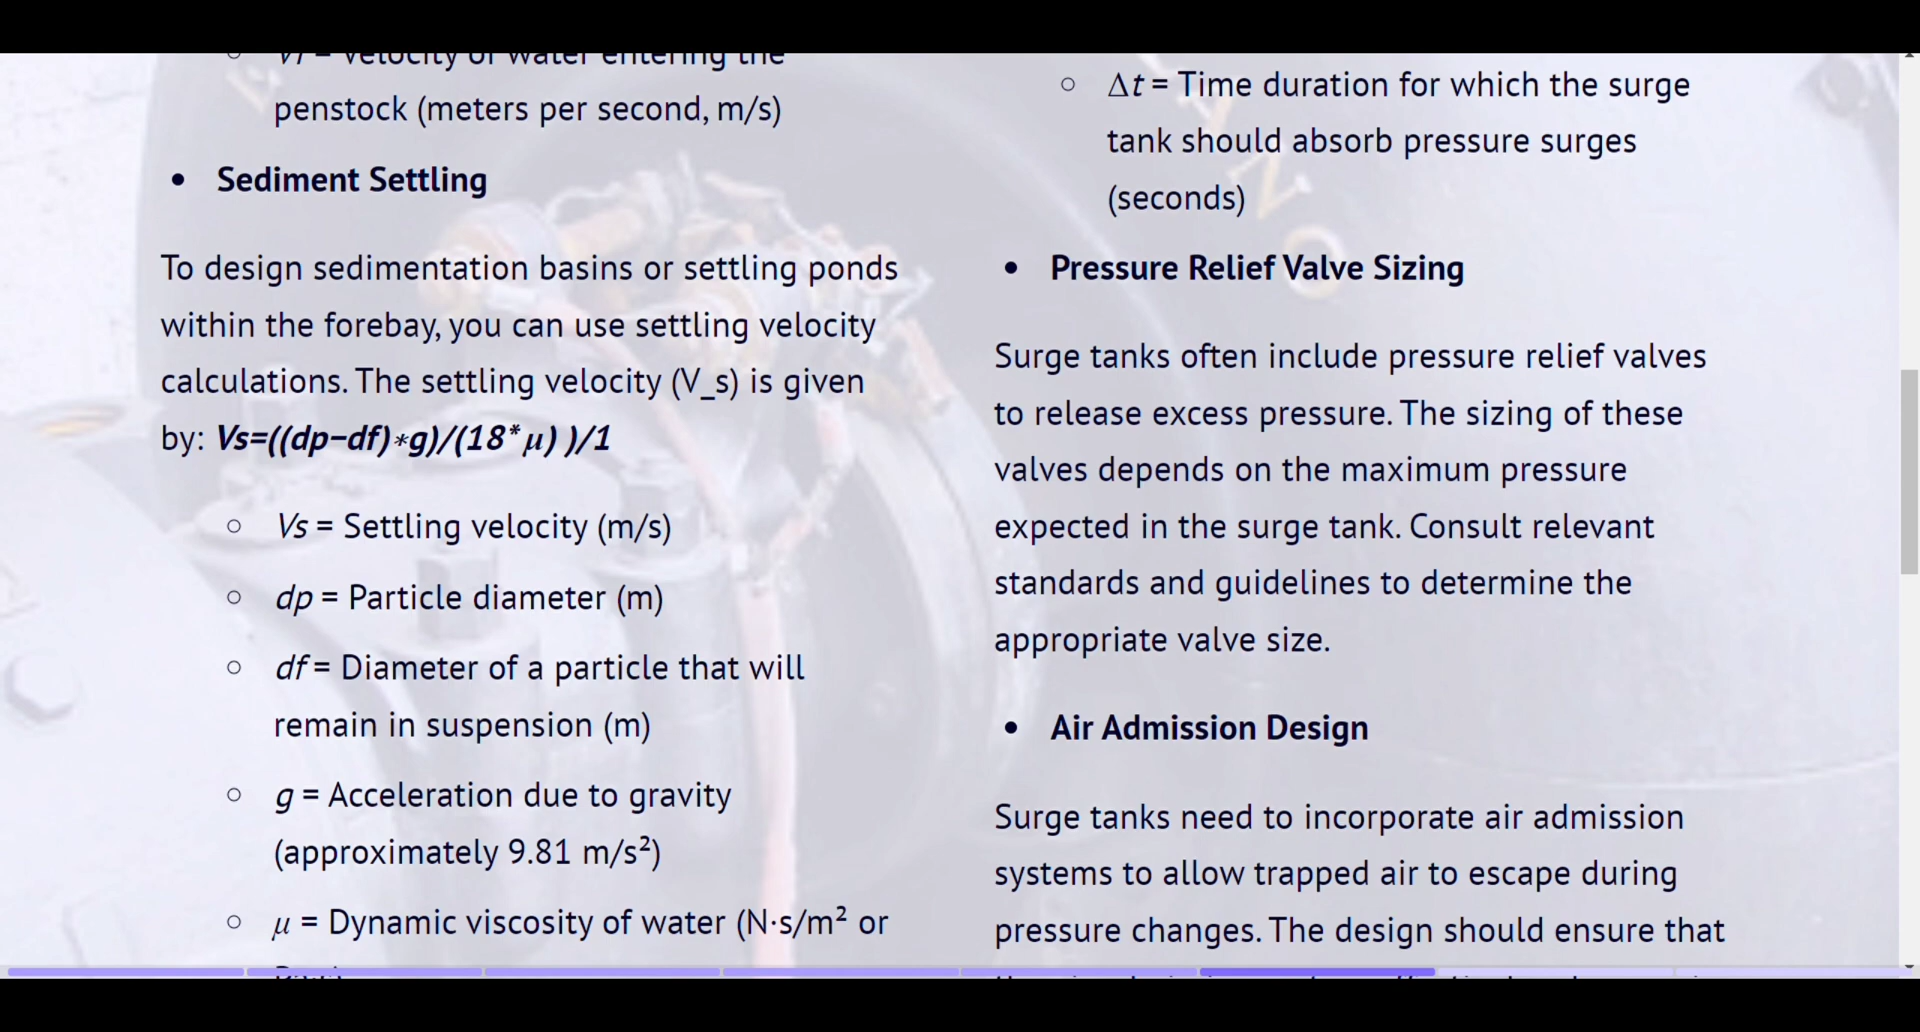 Vf = Velocity of water entering the
penstock (meters per second, m/s)
• Sediment Settling
To design sedimentation basins or settling ponds
within the forebay, you can use settling velocity
calculations. The settling velocity (V_s) is given
by: Vs=((dp−df)∗g)/(18*μ) )/1
○ Vs = Settling velocity (m/s)
○ dp = Particle diameter (m)
○ df = Diameter of a particle that will
remain in suspension (m)
○ g = Acceleration due to gravity
(approximately 9.81 m/s²)
○ μ = Dynamic viscosity of water (N·s/m² or
○ Δt = Time duration for which the surge
tank should absorb pressure surges
(seconds)
• Pressure Relief Valve Sizing
Surge tanks often include pressure relief valves
to release excess pressure. The sizing of these
valves depends on the maximum pressure
expected in the surge tank. Consult relevant
standards and guidelines to determine the
appropriate valve size.
• Air Admission Design
Surge tanks need to incorporate air admission
systems to allow trapped air to escape during
pressure changes. The design should ensure that